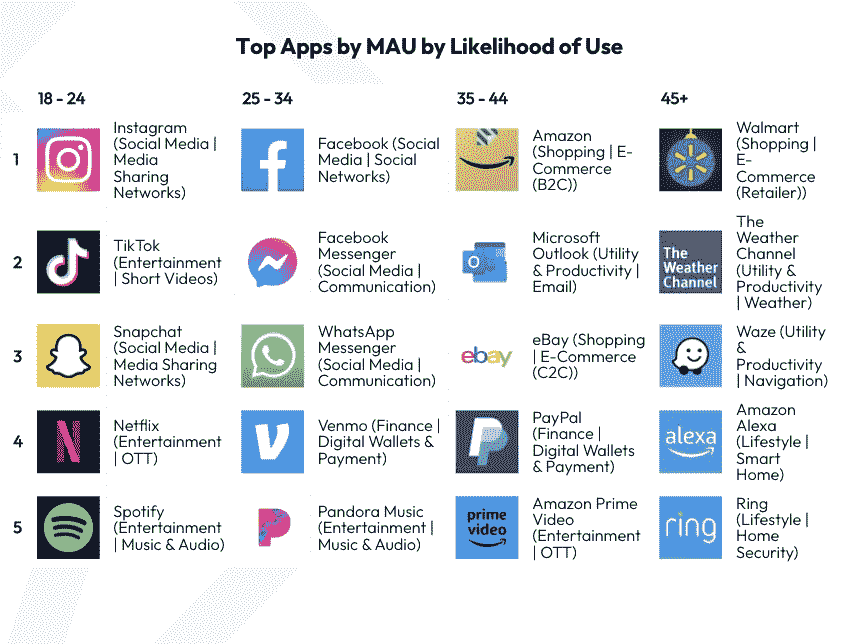 Top Apps by MAU by Likelihood of Use
18 - 24
25 - 34
35 - 44
45+
1
Instagram
(Social Media |
Media
Sharing
Networks)
Facebook (Social
Media | Social
Networks)
Amazon
(Shopping | E-
Commerce
(B2C))
Walmart
(Shopping |
E-
Commerce
(Retailer))
2
TikTok
(Entertainment
| Short Videos)
Facebook
Messenger
(Social Media |
Communication)
Microsoft
Outlook (Utility
& Productivity |
Email)
The
Weather
Channel
The
Weather
Channel
(Utility &
Productivity
| Weather)
3
Snapchat
(Social Media |
Media Sharing
Networks)
WhatsApp
Messenger
(Social Media |
Communication)
ebay
eBay (Shopping
| E-Commerce
(C2C))
Waze (Utility
&
Productivity
| Navigation)
4
Netflix
(Entertainment
| OTT)
Venmo (Finance |
Digital Wallets &
Payment)
PayPal
(Finance |
Digital Wallets
& Payment)
alexa
Amazon
Alexa
(Lifestyle |
Smart
Home)
5
Spotify
(Entertainment
| Music & Audio)
Pandora Music
(Entertainment |
Music & Audio)
prime
video
Amazon Prime
Video
(Entertainment
| OTT)
ring
Ring
(Lifestyle |
Home
Security)